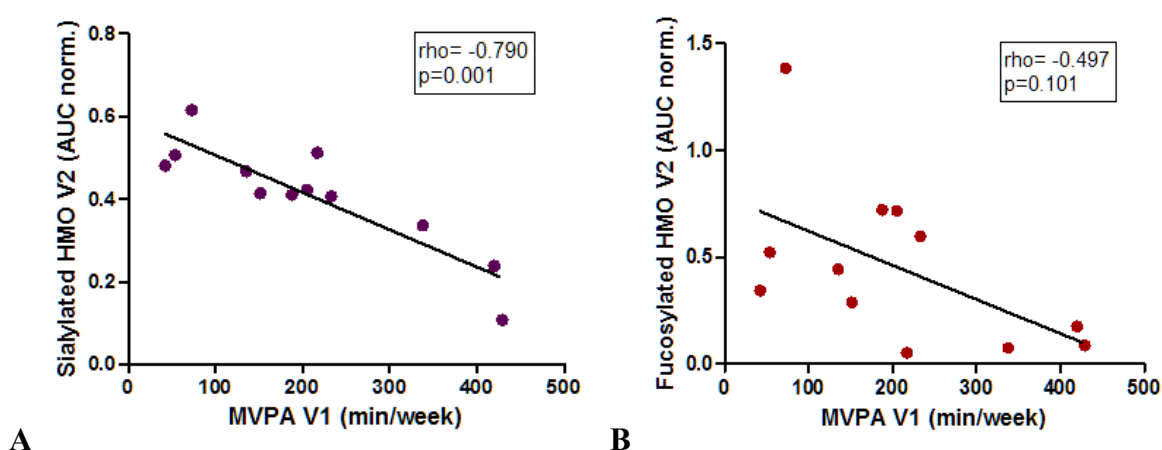 Sialylated HMO V2 (AUC norm.)
0.8
0.6
0.4
0.2
0.0
0
100
200
300
400
500
MVPA V1 (min/week)
rho= -0.790
p=0.001
A
Fucosylated HMO V2 (AUC norm.)
1.5
1.0
0.5
0.0
0
100
200
300
400
500
MVPA V1 (min/week)
rho= -0.497
p=0.101
B